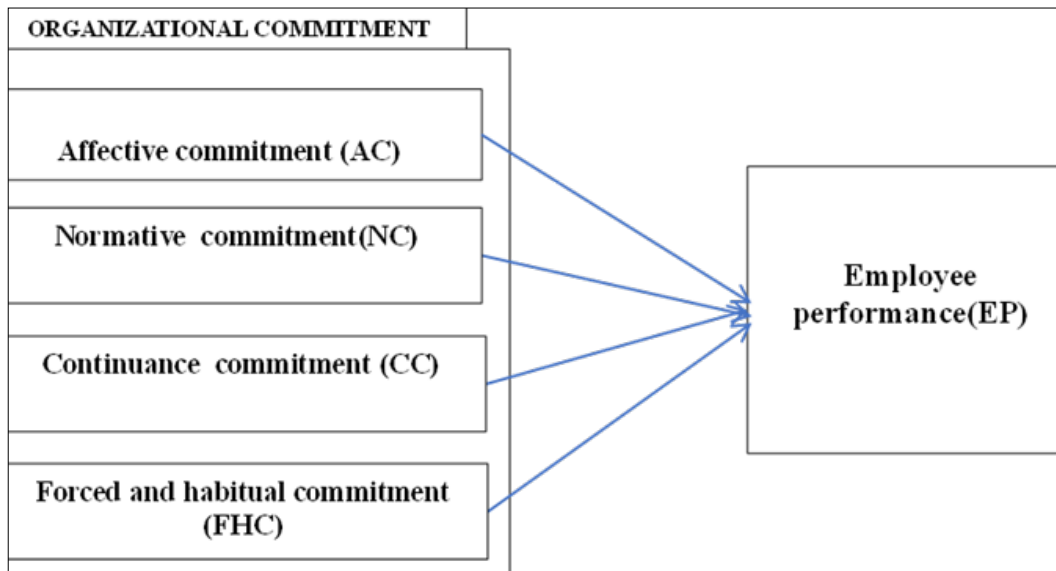 ORGANIZATIONAL COMMITMENT
Affective commitment (AC)
Normative commitment(NC)
Continuance commitment (CC)
Forced and habitual commitment
(FHC)
Employee
performance(EP)